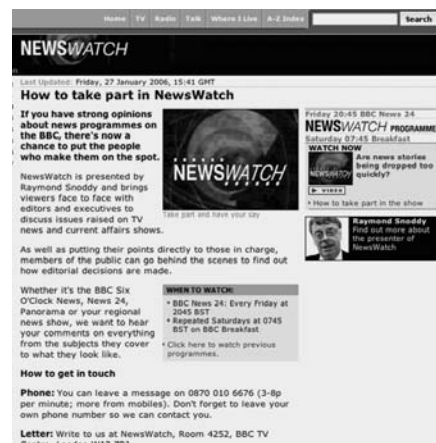 Home TV Radio Talk Where I Live A-Z Index Search
NEWSWATCH
Last Updated: Friday, 27 January 2006, 15:41 GMT
How to take part in NewsWatch
If you have strong opinions
about news programmes on
the BBC, there's now a
chance to put the people
who make them on the spot.
NEWSWATCH
Take part and have your say
NewsWatch is presented by
Raymond Snoddy and brings
viewers face to face with
editors and executives to
discuss issues raised on TV
news and current affairs shows.
As well as putting their points directly to those in charge,
members of the public can go behind the scenes to find out
how editorial decisions are made.
Whether it's the BBC Six
O'Clock News, News 24,
Panorama or your regional
news show, we want to hear
your comments on everything
from the subjects they cover
to what they look like.
WHEN TO WATCH:
• BBC News 24: Every Friday at
2045 BST
• Repeated Saturdays at 0745
BST on BBC Breakfast
Click here to watch previous
programmes.
How to get in touch
Phone: You can leave a message on 0870 010 6676 (3-8p
per minute; more from mobiles). Don't forget to leave your
own phone number so we can contact you.
Letter: Write to us at NewsWatch, Room 4252, BBC TV
Friday 20:45 BBC News 24
NEWSWATCH PROGRAMME
Saturday 07:45 Breakfast
WATCH NOW
Are news stories
being dropped too
quickly?
VIDEO
How to take part in the show
Raymond Snoddy
Find out more about
the presenter of
NewsWatch